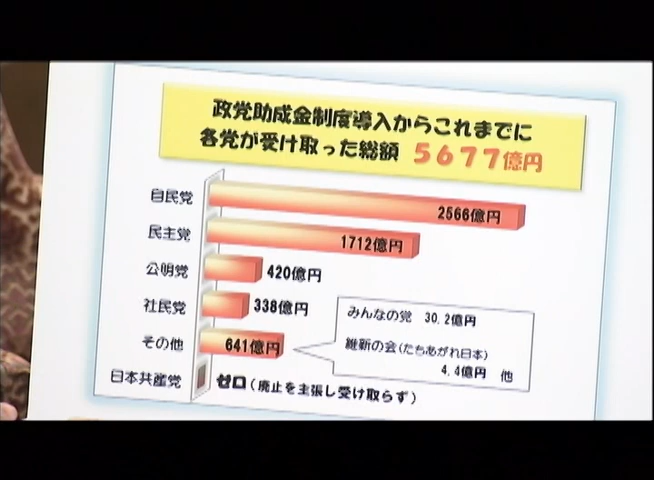 政党助成金制度導入からこれまでに
各党が受け取った総額 5677億円
自民党 2566億円
民主党 1712億円
公明党 420億円
社民党 338億円
その他 641億円
みんなの党 30.2億円
維新の会(たちあがれ日本)
4.4億円 他
日本共産党 ゼロ(廃止を主張し受け取らず)